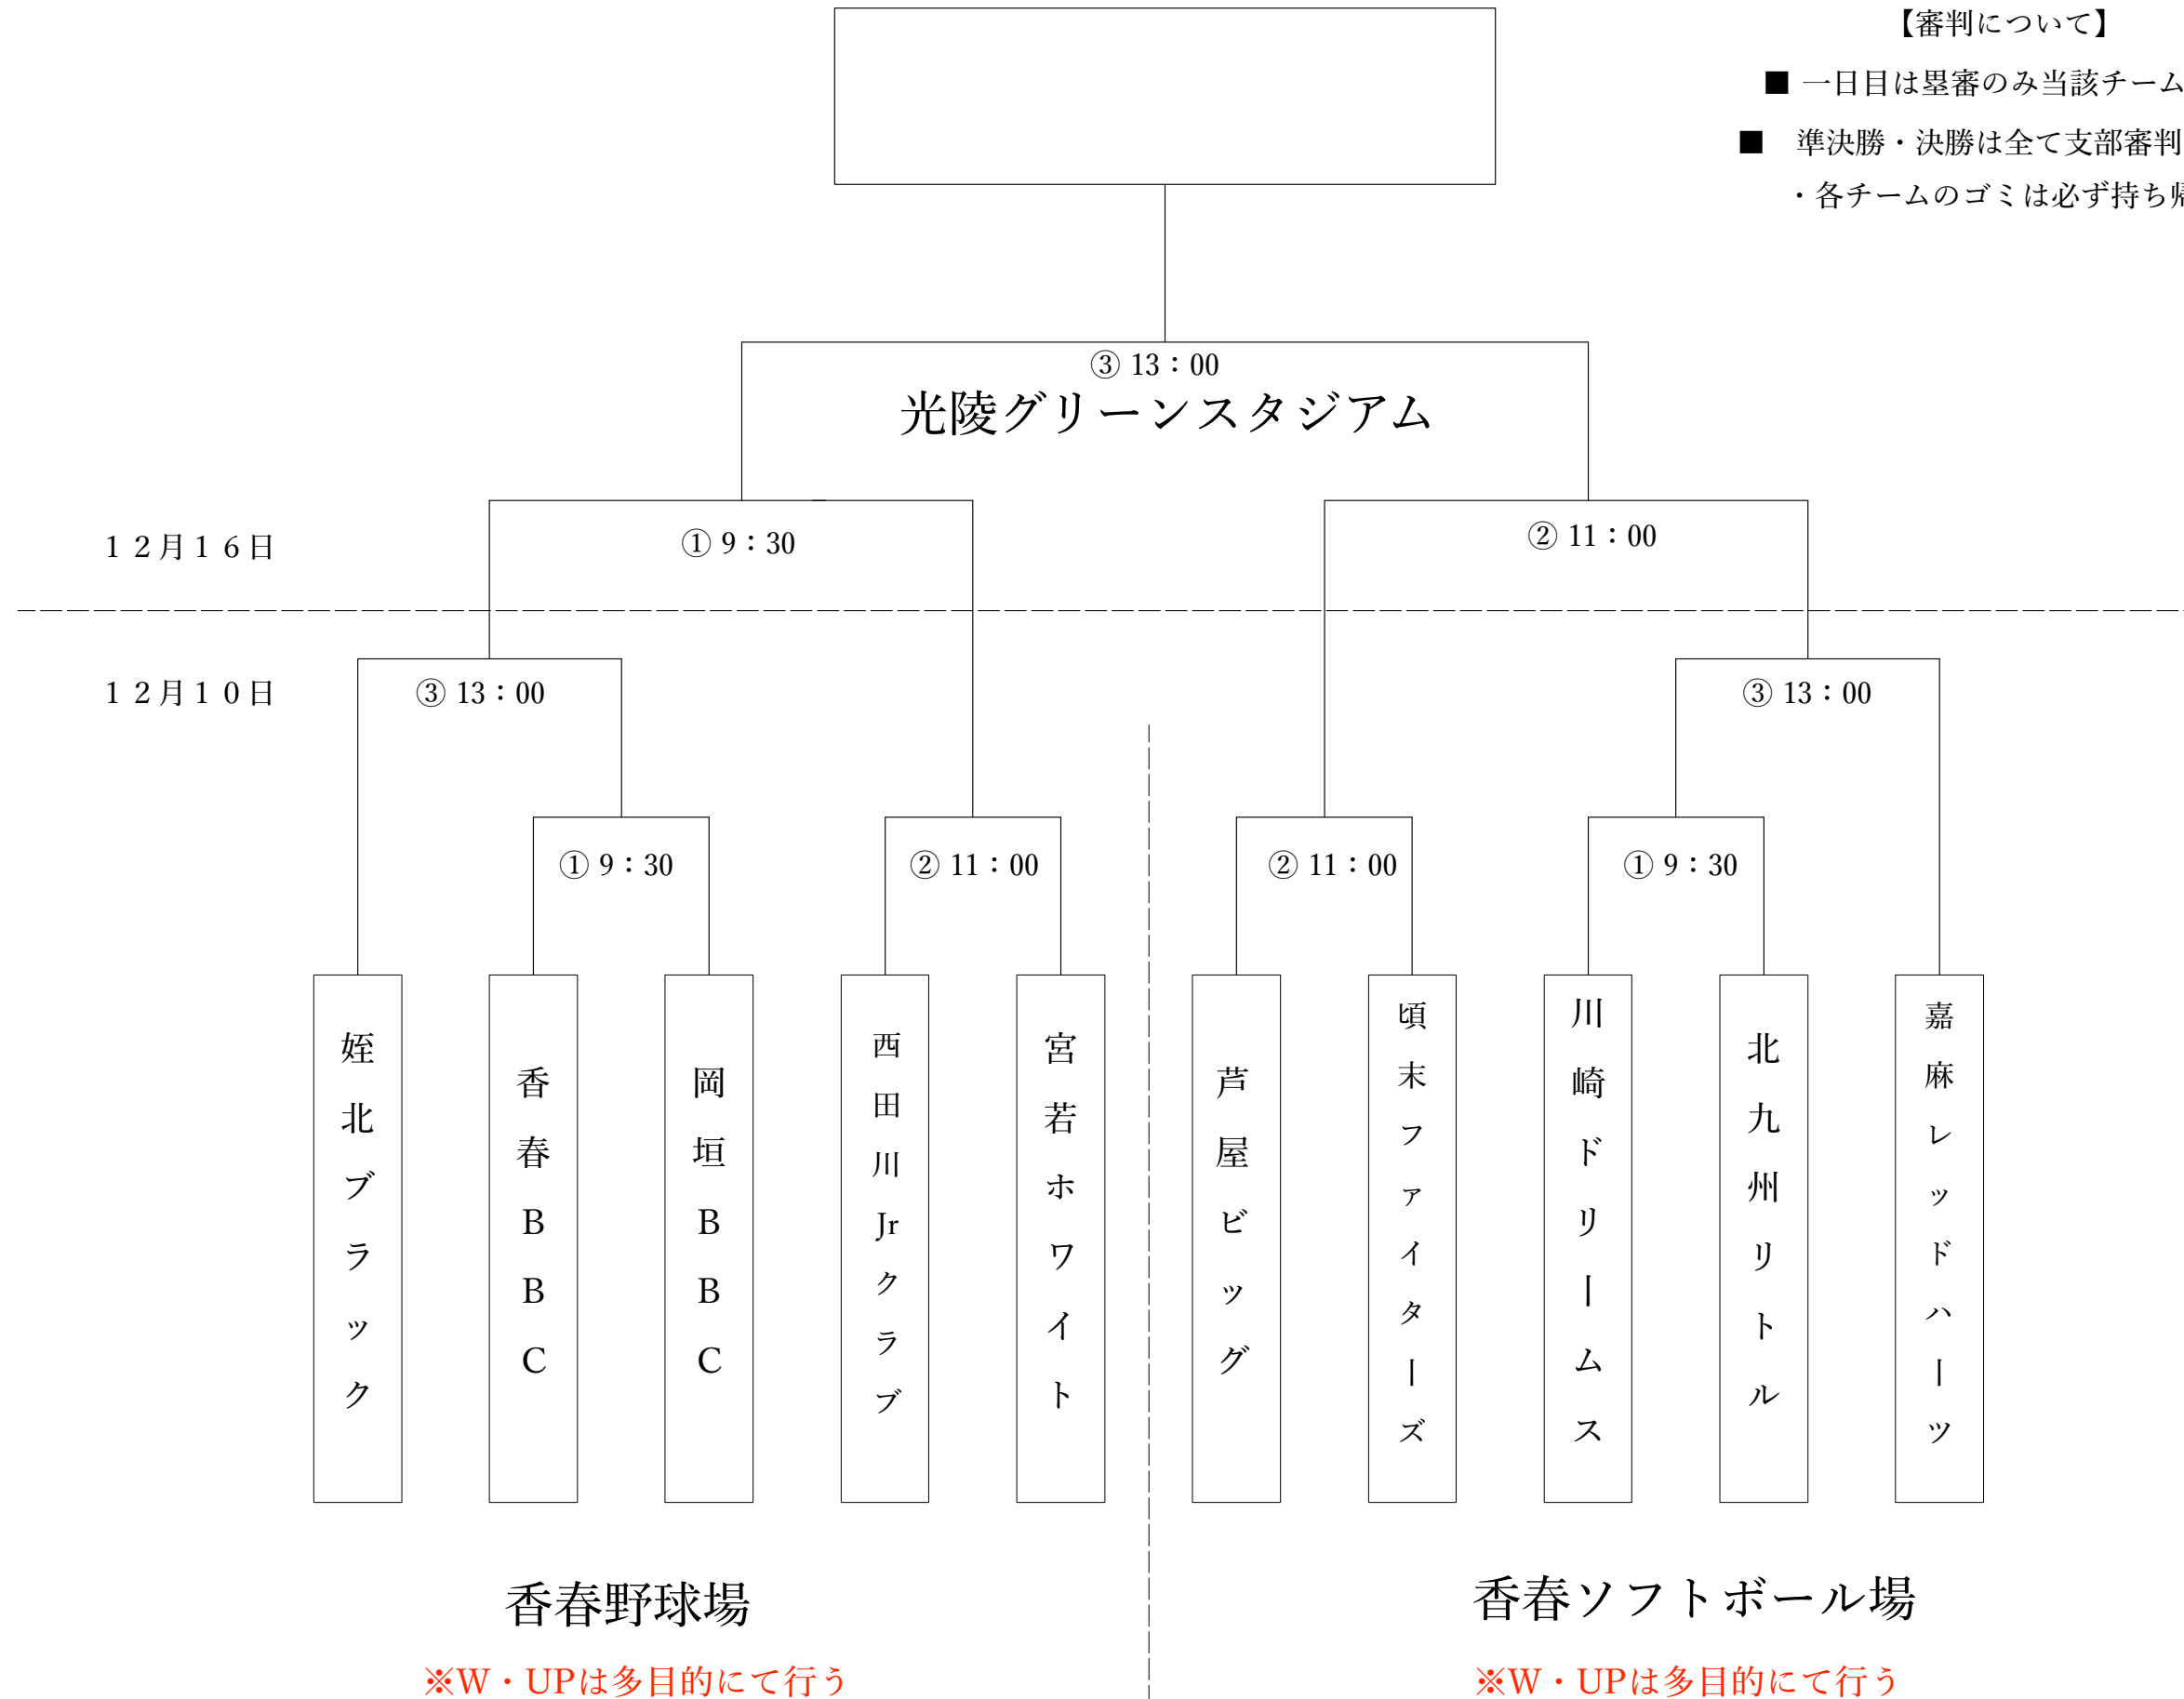 【審判について】
■ 一日目は塁審のみ当該チーム
■ 準決勝・決勝は全て支部審判
・各チームのゴミは必ず持ち帰
③ 13：00
光陵グリーンスタジアム
１２月１６日
① 9：30
② 11：00
１２月１０日
③ 13：00
③ 13：00
① 9：30
② 11：00
② 11：00
① 9：30
姪北ブラック
香春BBC
岡垣BBC
西田川Jrクラブ
宮若ホワイト
芦屋ビッグ
頃末ファイターズ
川崎ドリームス
北九州リトル
嘉麻レッドハーツ
香春野球場
香春ソフトボール場
※W・UPは多目的にて行う
※W・UPは多目的にて行う